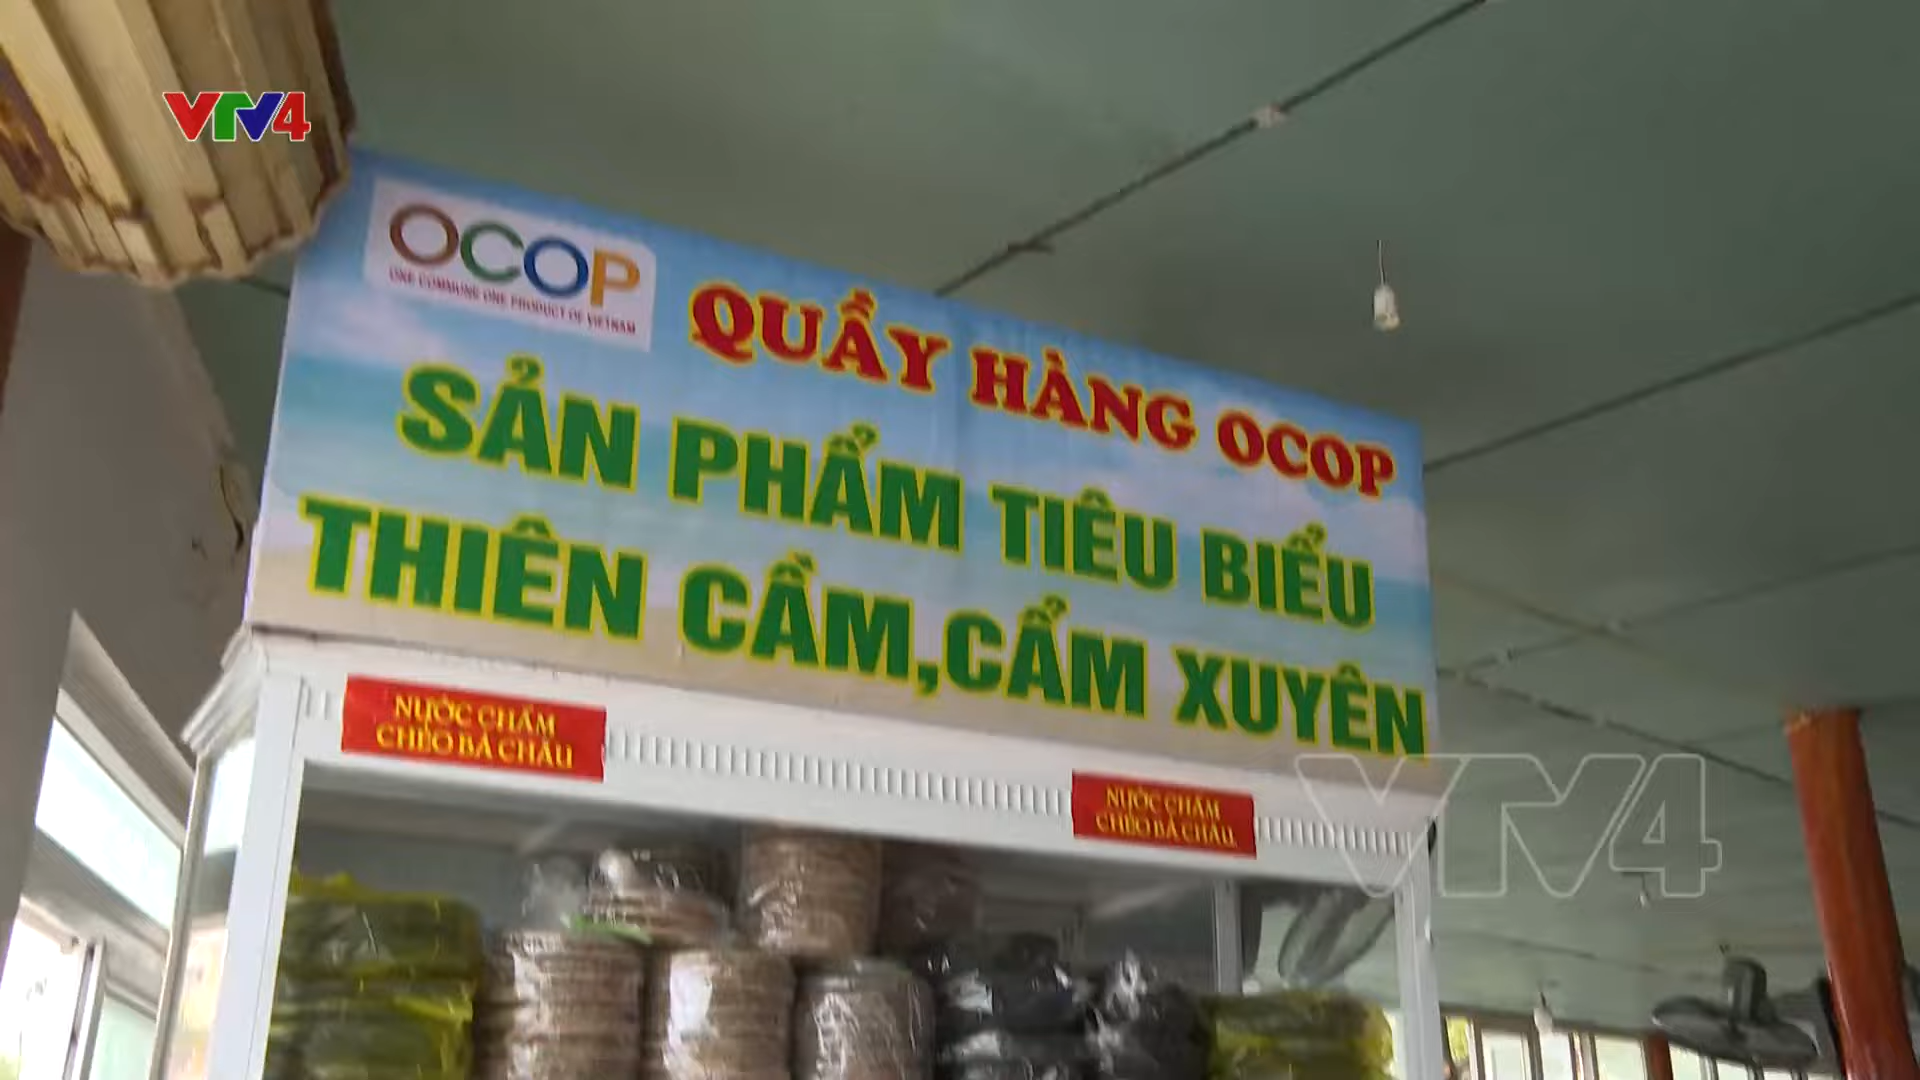 VTV4
OCOP
ONE COMMUNE ONE PRODUCT OF VIETNAM
QUẦY HÀNG OCOP
SẢN PHẨM TIÊU BIỂU
THIÊN CẦM,CẨM XUYÊN
NƯỚC CHẤM
CHẺO BÀ CHÂU
NƯỚC CHẤM
CHẺO BÀ CHÂU
VTV4